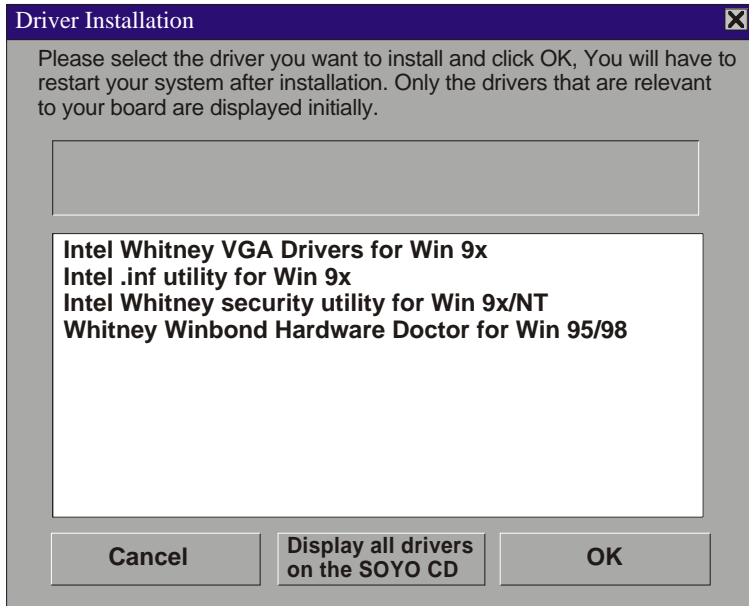 Driver Installation
Please select the driver you want to install and click OK, You will have to
restart your system after installation. Only the drivers that are relevant
to your board are displayed initially.
Intel Whitney VGA Drivers for Win 9x
Intel .inf utility for Win 9x
Intel Whitney security utility for Win 9x/NT
Whitney Winbond Hardware Doctor for Win 95/98
Cancel
Display all drivers
on the SOYO CD
OK